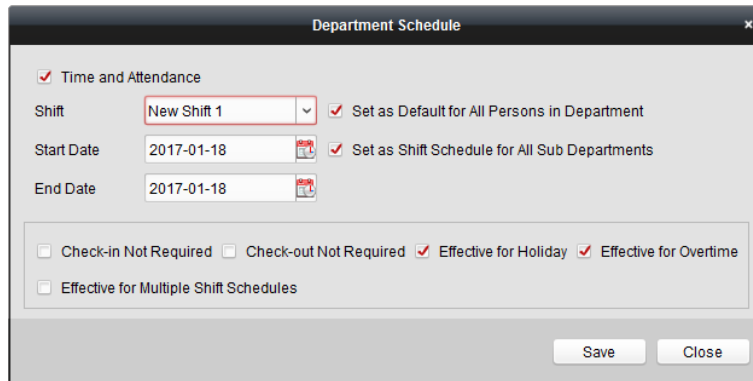 Department Schedule
Time and Attendance
Shift New Shift 1 Set as Default for All Persons in Department
Start Date 2017-01-18 Set as Shift Schedule for All Sub Departments
End Date 2017-01-18
Check-in Not Required Check-out Not Required Effective for Holiday Effective for Overtime
Effective for Multiple Shift Schedules
Save Close